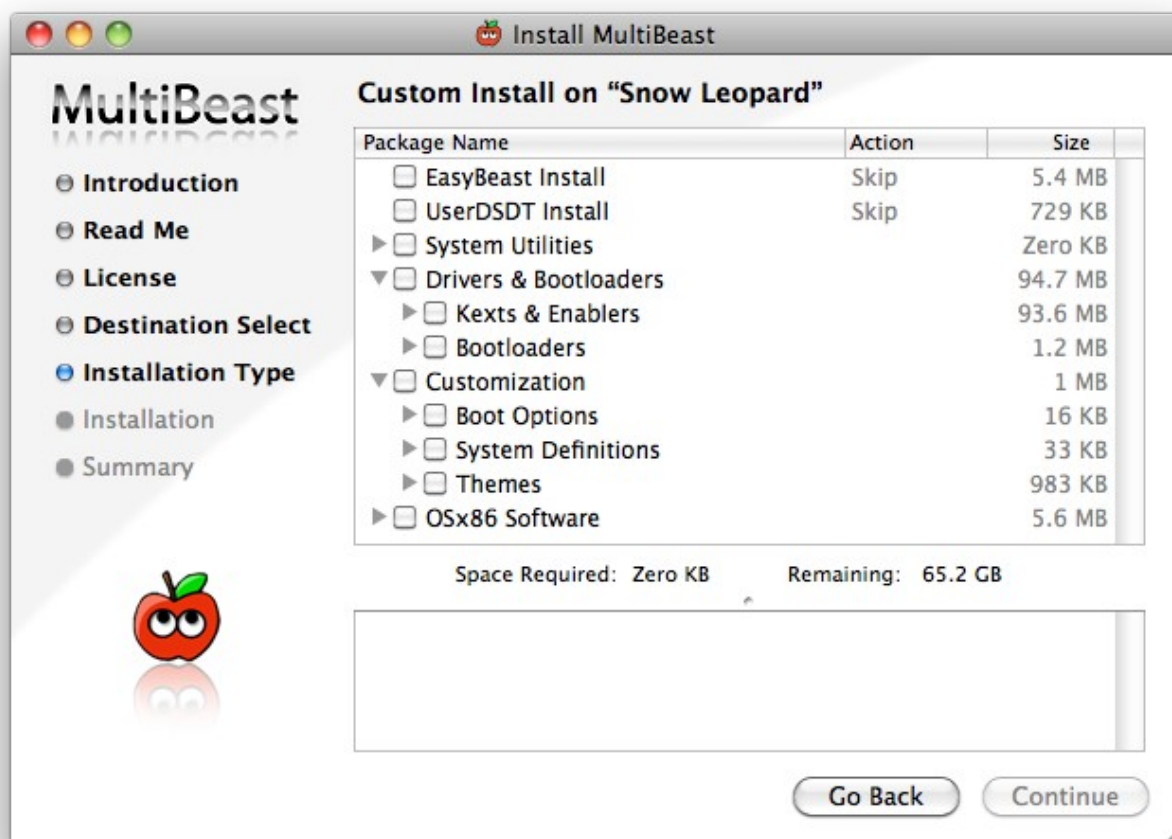 Install MultiBeast
MultiBeast
Introduction
Read Me
License
Destination Select
Installation Type
Installation
Summary
Custom Install on “Snow Leopard”
Package Name Action Size
EasyBeast Install Skip 5.4 MB
UserDSDT Install Skip 729 KB
System Utilities Zero KB
Drivers & Bootloaders 94.7 MB
Kexts & Enablers 93.6 MB
Bootloaders 1.2 MB
Customization 1 MB
Boot Options 16 KB
System Definitions 33 KB
Themes 983 KB
OSx86 Software 5.6 MB
Space Required: Zero KB Remaining: 65.2 GB
Go Back Continue